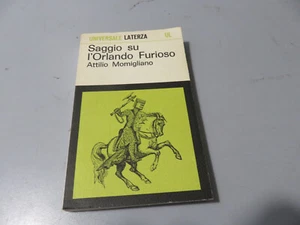 UNIVERSALE LATERZA
Saggio su
l'Orlando Furioso
Attilio Momigliano